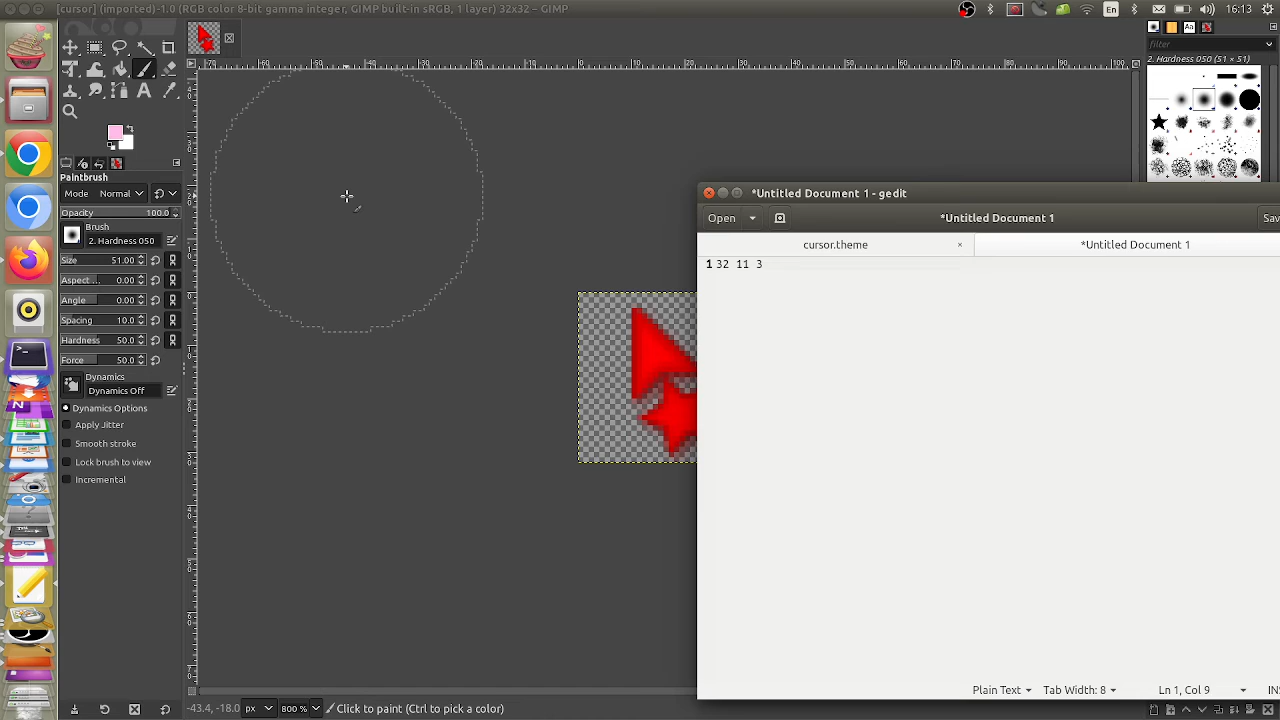 [cursor] (imported)-1.0 (RGB color 8-bit gamma integer, GIMP built-in sRGB, 1 layer) 32x32 – GIMP
En
16:13
Aa
filter
2. Hardness 050 (51 × 51)
Paintbrush
Mode Normal
Opacity 100.0
Brush
2. Hardness 050
Size 51.00
Aspect... 0.00
Angle 0.00
Spacing 10.0
Hardness 50.0
Force 50.0
Dynamics
Dynamics Off
Dynamics Options
Apply Jitter
Smooth stroke
Lock brush to view
Incremental
-43.4, -18.0 px 800 % Click to paint (Ctrl to pick a color)
*Untitled Document 1 - gedit
Open *Untitled Document 1 Sav
cursor.theme × *Untitled Document 1
1 32 11 3
Plain Text Tab Width: 8 Ln 1, Col 9 IN